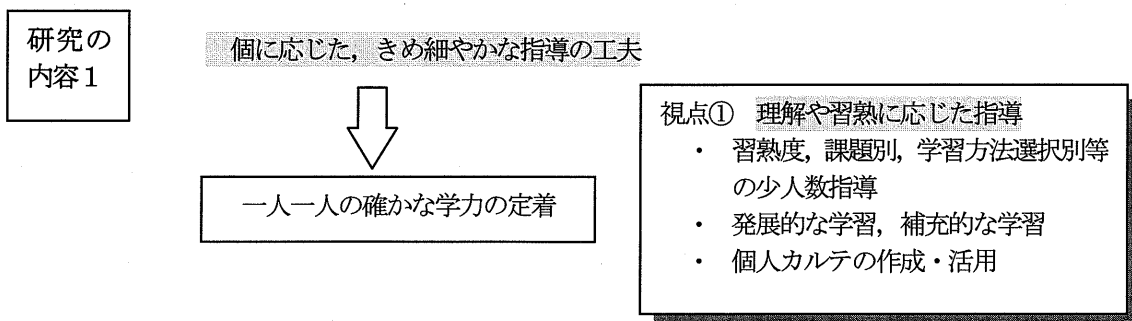 研究の
内容1
個に応じた，きめ細やかな指導の工夫
一人一人の確かな学力の定着
視点① 理解や習熟に応じた指導
・ 習熟度，課題別，学習方法選択別等
の少人数指導
・ 発展的な学習，補充的な学習
・ 個人カルテの作成・活用